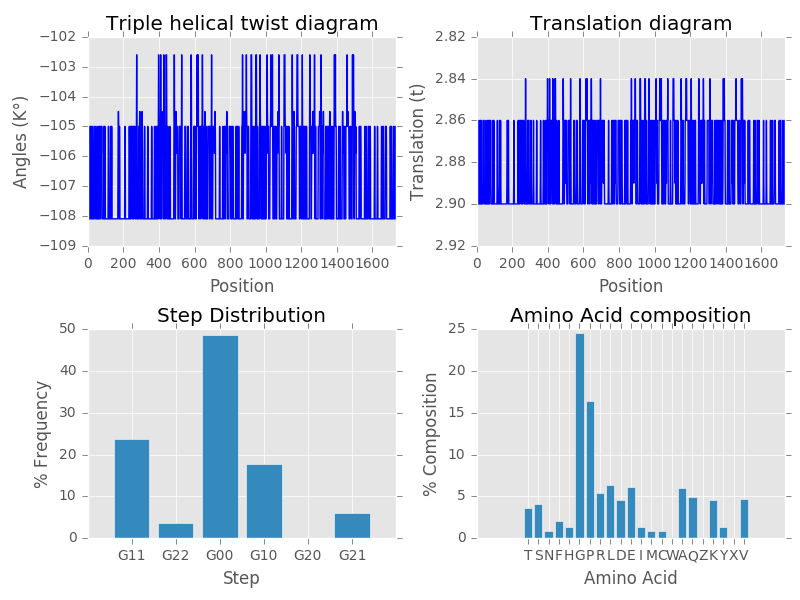 Triple helical twist diagram
−102
−103
−104
−105
−106
−107
−108
−109
Angles (K°)
0 200 400 600 800 1000 1200 1400 1600
Position
Translation diagram
2.82
2.84
2.86
2.88
2.90
2.92
Translation (t)
0 200 400 600 800 1000 1200 1400 1600
Position
Step Distribution
50
40
30
20
10
0
% Frequency
G11 G22 G00 G10 G20 G21
Step
Amino Acid composition
25
20
15
10
5
0
% Composition
T S N F H G P R L D E I M C W A Q Z K Y X V
Amino Acid